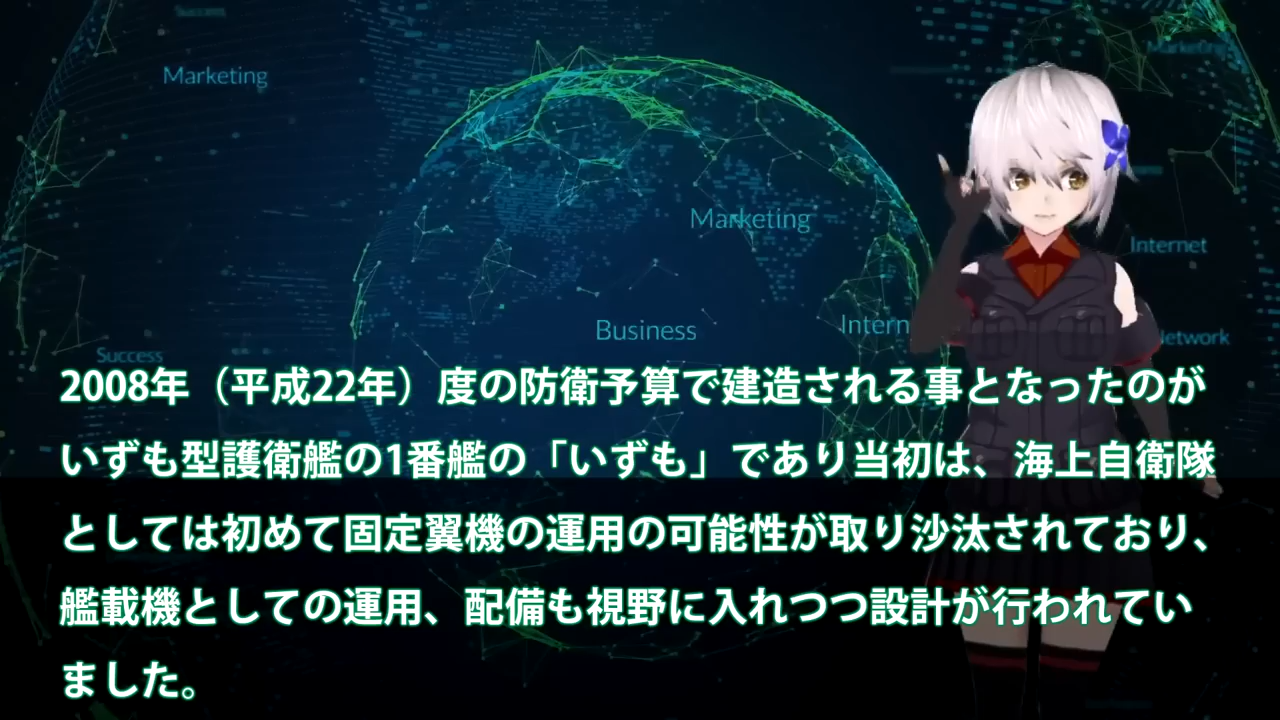 Success
Marketing
Marketing
Marketing
Internet
Business
Intern
Network
Success
2008年（平成22年）度の防衛予算で建造される事となったのが
いずも型護衛艦の1番艦の「いずも」であり当初は、海上自衛隊
としては初めて固定翼機の運用の可能性が取り沙汰されており、
艦載機としての運用、配備も視野に入れつつ設計が行われてい
ました。